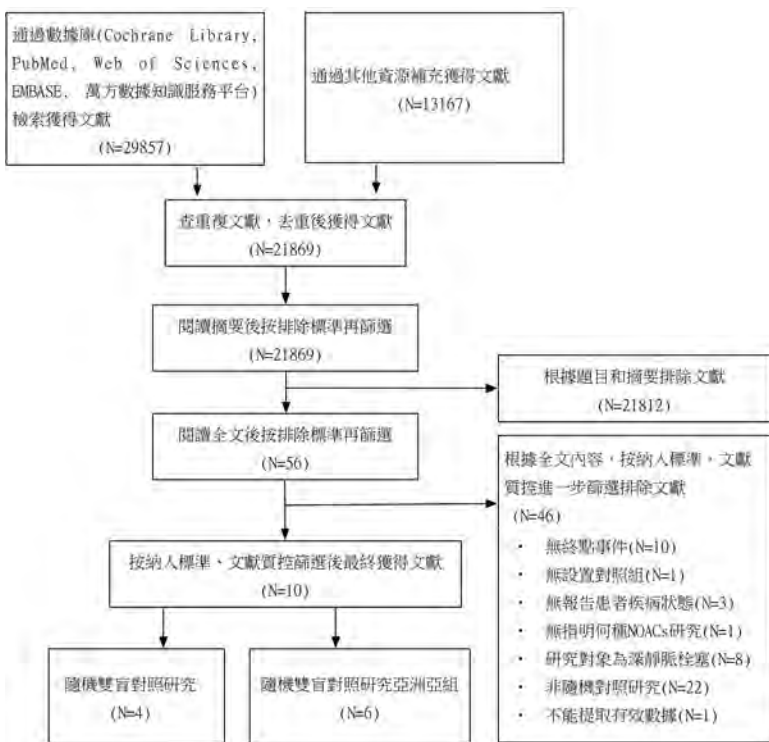 通過數據庫(Cochrane Library,
PubMed, Web of Sciences,
EMBASE, 萬方數據知識服務平台)
檢索獲得文獻
(N=29857)
通過其他資源補充獲得文獻
(N=13167)
查重復文獻，去重後獲得文獻
(N=21869)
閱讀摘要後按排除標準再篩選
(N=21869)
根據題目和摘要排除文獻
(N=21812)
閱讀全文後按排除標準再篩選
(N=56)
根據全文內容，按納入標準、文獻
質控進一步篩選排除文獻
(N=46)
· 無終點事件(N=10)
· 無設置對照組(N=1)
· 無報告患者疾病狀態(N=3)
· 無指明何種NOACs研究(N=1)
· 研究對象為深靜脈栓塞(N=8)
· 非隨機對照研究(N=22)
· 不能提取有效數據(N=1)
按納入標準、文獻質控篩選後最終獲得文獻
(N=10)
隨機雙盲對照研究
(N=4)
隨機雙盲對照研究亞洲亞組
(N=6)